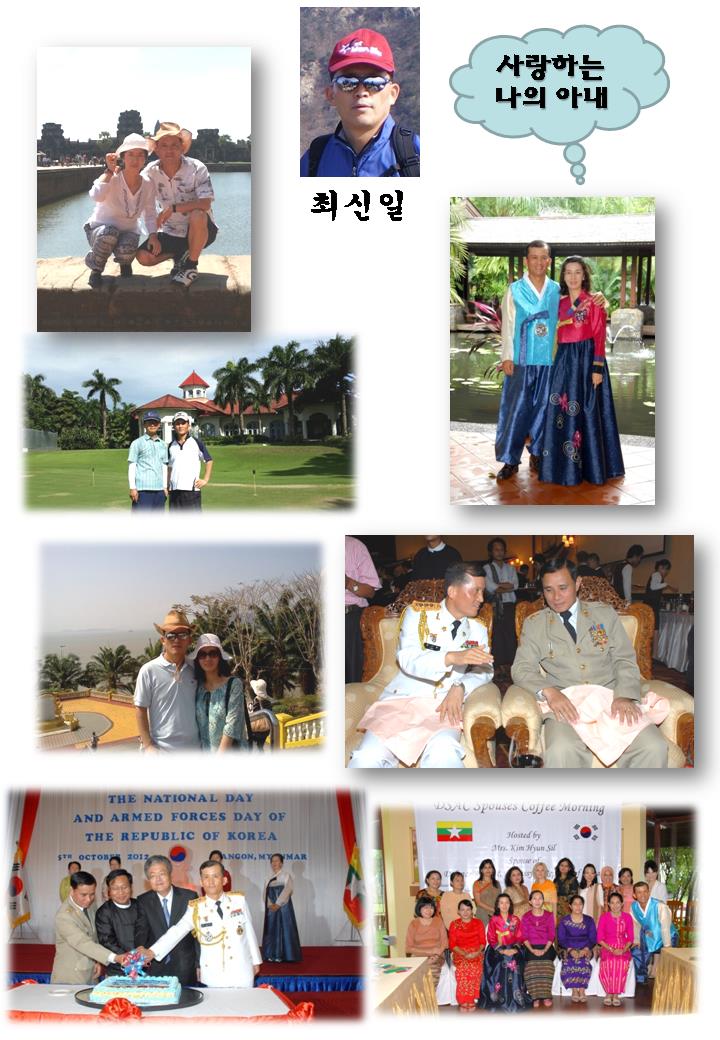 사랑하는
나의 아내
최신일
THE NATIONAL DAY
AND ARMED FORCES DAY OF
THE REPUBLIC OF KOREA
5TH OCTOBER 2012
YANGON, MYANMAR
DSAC Spouses Coffee Morning
Hosted by
Mrs. Kim Hyun Sil
Spouse of